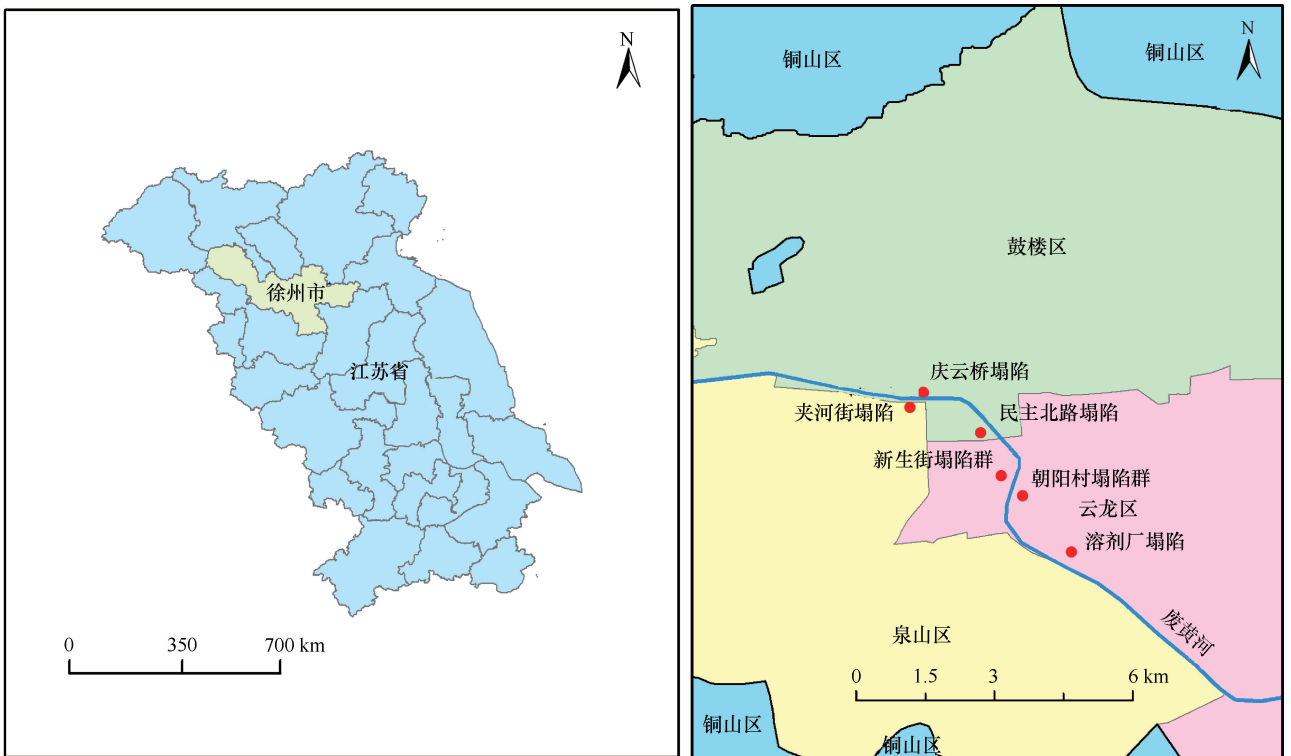 N
徐州市
江苏省
0 350 700 km
N
铜山区
铜山区
鼓楼区
庆云桥塌陷
夹河街塌陷
民主北路塌陷
新生街塌陷群
朝阳村塌陷群
云龙区
溶剂厂塌陷
废黄河
泉山区
0 1.5 3 6 km
铜山区
铜山区